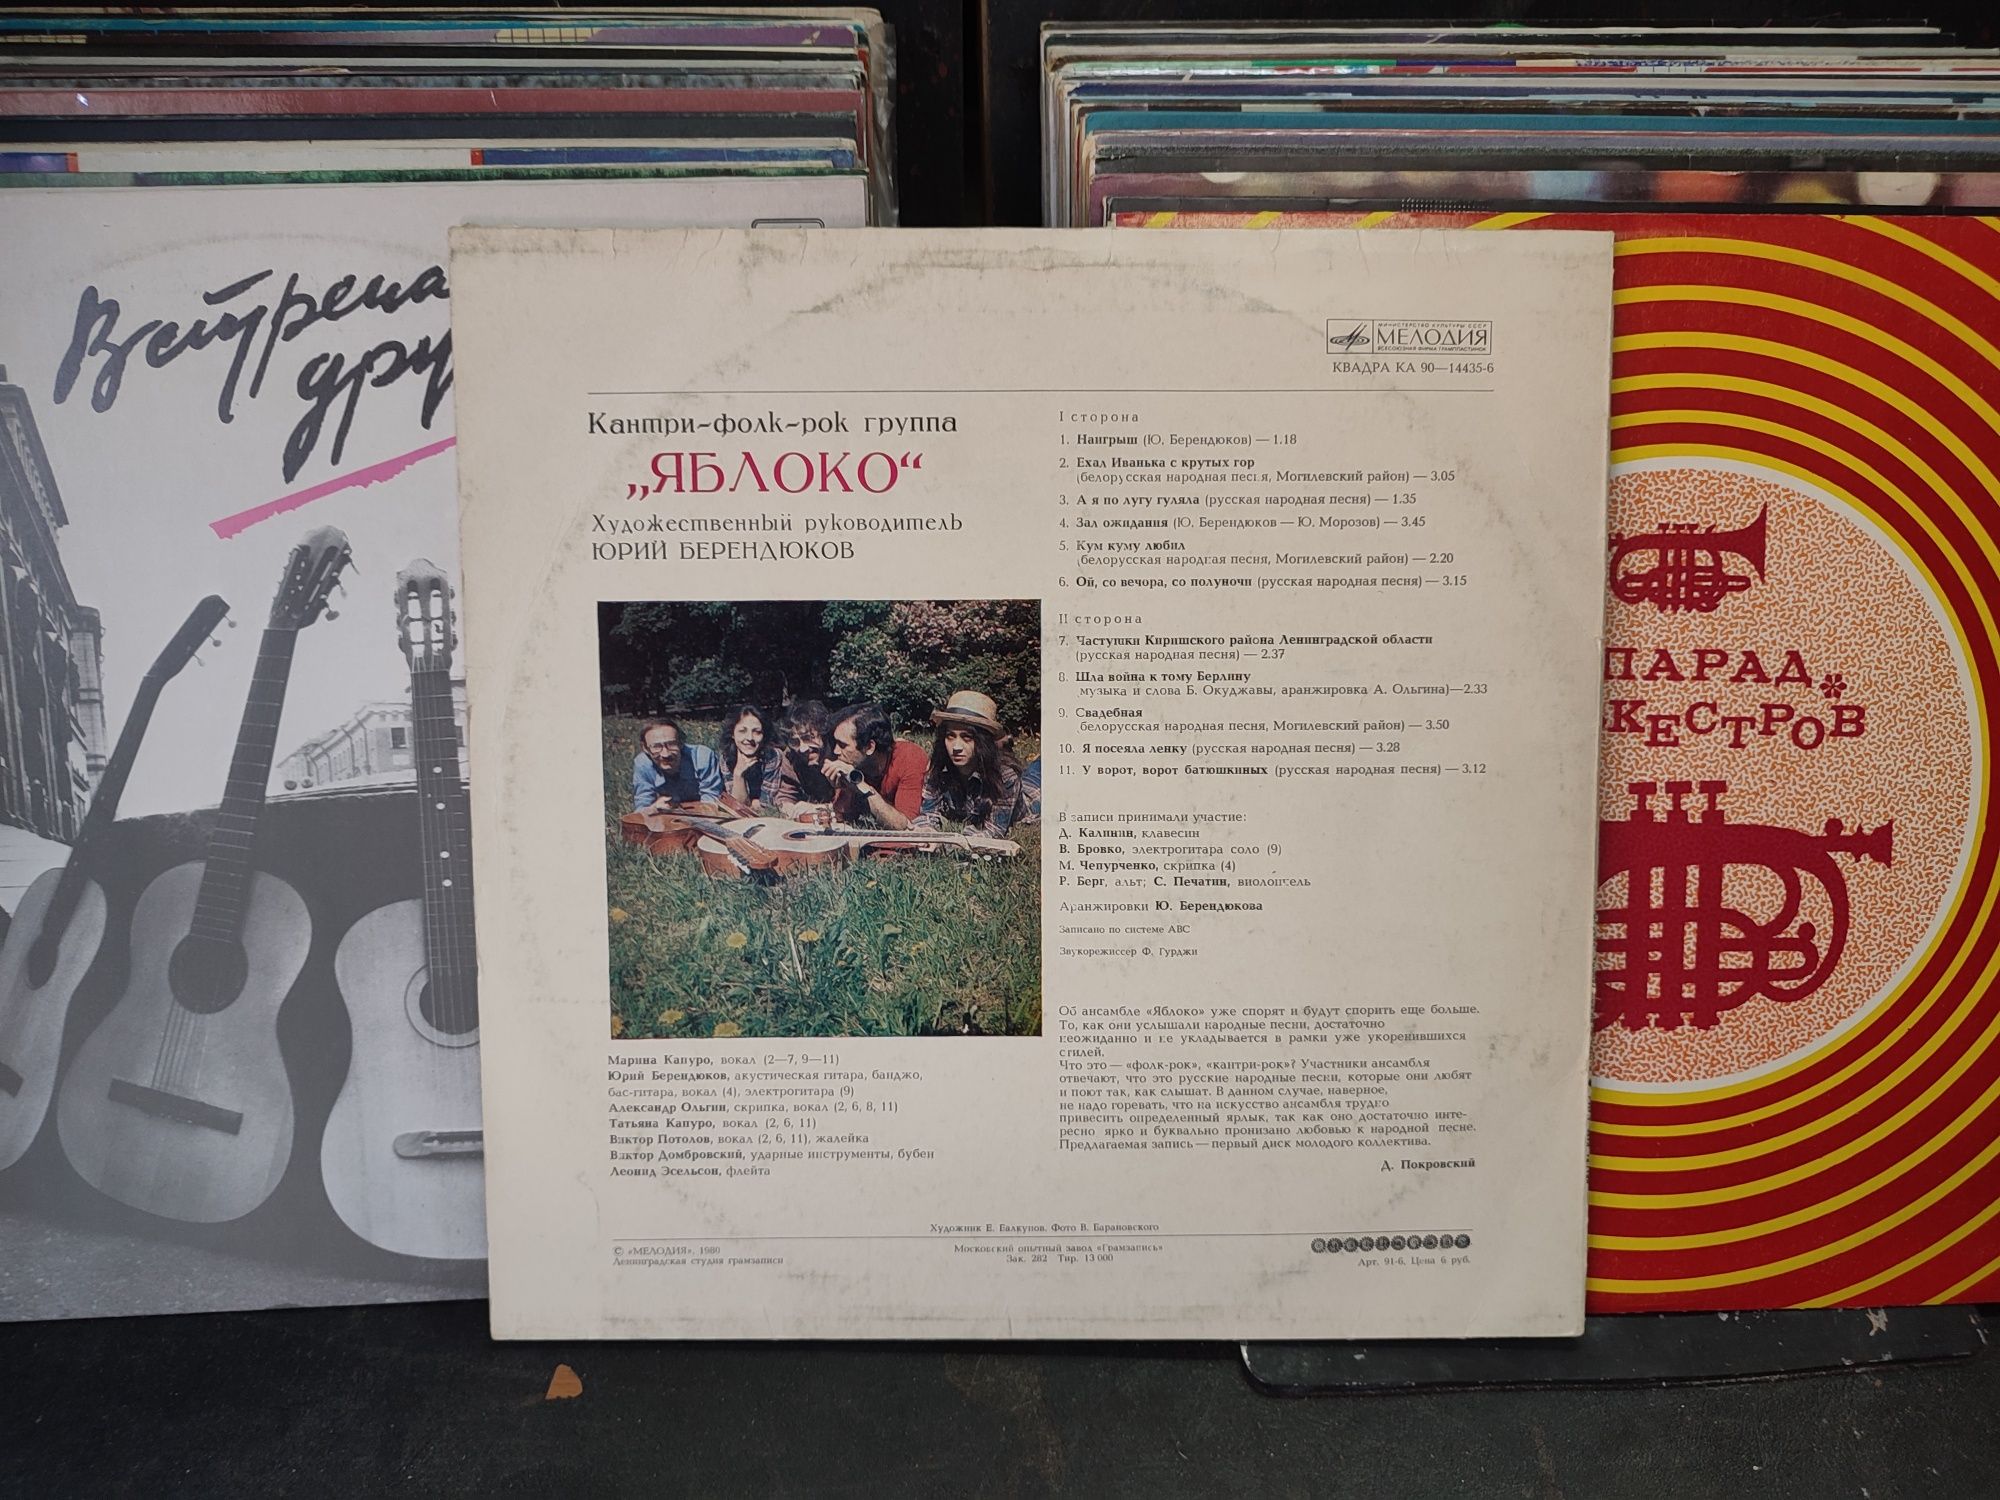 Встреча
МИНИСТЕРСТВО КУЛЬТУРЫ СССР
МЕЛОДИЯ
ВСЕСОЮЗНАЯ ФИРМА ГРАМПЛАСТИНОК
КВАДРА КА 90—14435-6
Кантри-фолк-рок группа
„ЯБЛОКО“
Художественный руководитель
ЮРИЙ БЕРЕНДЮКОВ
I сторона
1. Наигрыш (Ю. Берендюков) — 1.18
2. Ехал Иванька с крутых гор
(белорусская народная песня, Могилевский район) — 3.05
3. А я по лугу гуляла (русская народная песня) — 1.35
4. Зал ожидания (Ю. Берендюков — Ю. Морозов) — 3.45
5. Кум куму любил
(белорусская народная песня, Могилевский район) — 2.20
6. Ой, со вечора, со полуночи (русская народная песня) — 3.15
II сторона
7. Частушки Киришского района Ленинградской области
(русская народная песня) — 2.37
8. Шла война к тому Берлину
(музыка и слова Б. Окуджавы, аранжировка А. Ольгина)—2.33
9. Свадебная
(белорусская народная песня, Могилевский район) — 3.50
10. Я посеяла ленку (русская народная песня) — 3.28
11. У ворот, ворот батюшкиных (русская народная песня) — 3.12
В записи принимали участие:
Д. Калинин, клавесин
В. Бровко, электрогитара соло (9)
М. Чепурченко, скрипка (4)
Р. Берг, альт; С. Печатин, виолончель
Аранжировки Ю. Берендюкова
Записано по системе АВС
Звукорежиссер Ф. Гурджи
Об ансамбле «Яблоко» уже спорят и будут спорить еще больше.
То, как они услышали народные песни, достаточно
неожиданно и не укладывается в рамки уже укоренившихся
стилей.
Что это — «фолк-рок», «кантри-рок»? Участники ансамбля
отвечают, что это русские народные песни, которые они любят
и поют так, как слышат. В данном случае, наверное,
не надо горевать, что на искусство ансамбля трудно
привесить определенный ярлык, так как оно достаточно инте-
ресно ярко и буквально пронизано любовью к народной песне.
Предлагаемая запись — первый диск молодого коллектива.
Д. Покровский
Марина Капуро, вокал (2—7, 9—11)
Юрий Берендюков, акустическая гитара, банджо,
бас-гитара, вокал (4), электрогитара (9)
Александр Ольгин, скрипка, вокал (2, 6, 8, 11)
Татьяна Капуро, вокал (2, 6, 11)
Виктор Потолов, вокал (2, 6, 11), жалейка
Виктор Домбровский, ударные инструменты, бубен
Леонид Эсельсон, флейта
Художник Е. Балкунов. Фото В. Барановского
© «МЕЛОДИЯ», 1980
Ленинградская студия грамзаписи
Московский опытный завод «Грамзапись»
Зак. 282 Тир. 13 000
Арт. 91-6. Цена 6 руб.
ПАРАД
КЕСТРОВ